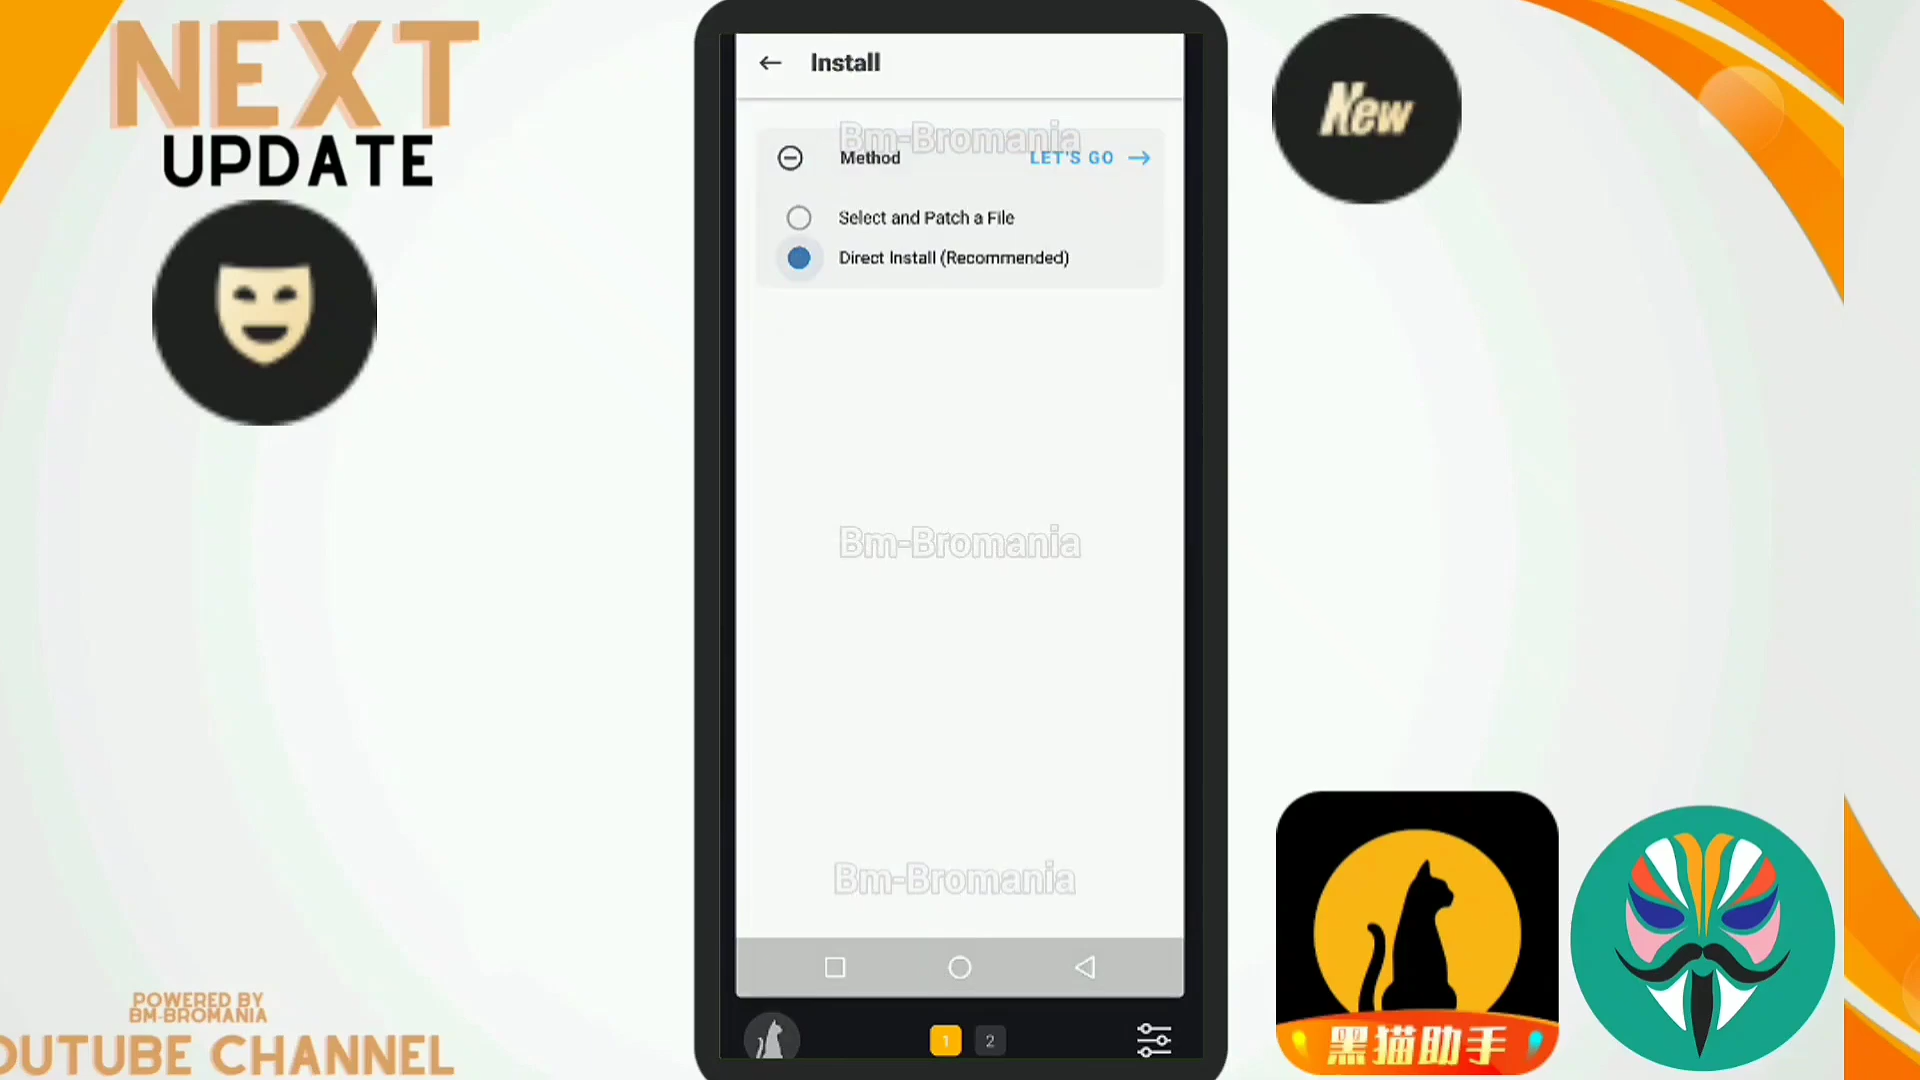 NEXT
UPDATE
New
Install
Bm-Bromania
Method
LET'S GO
Select and Patch a File
Direct Install (Recommended)
Bm-Bromania
Bm-Bromania
1
2
黑猫助手
POWERED BY
BM-BROMANIA
OUTUBE CHANNEL